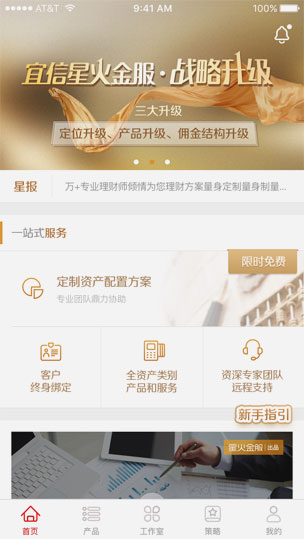 AT&T 9:41 AM 100%
宜信星火金服·战略升级
三大升级
定位升级、产品升级、佣金结构升级
星报 万+专业理财师倾情为您理财方案量身定制量身制量...
一站式服务
限时免费
定制资产配置方案
专业团队鼎力协助
客户
终身绑定
全资产类别
产品和服务
资深专家团队
远程支持
新手指引
星火金服 出品
首页 产品 工作室 策略 我的